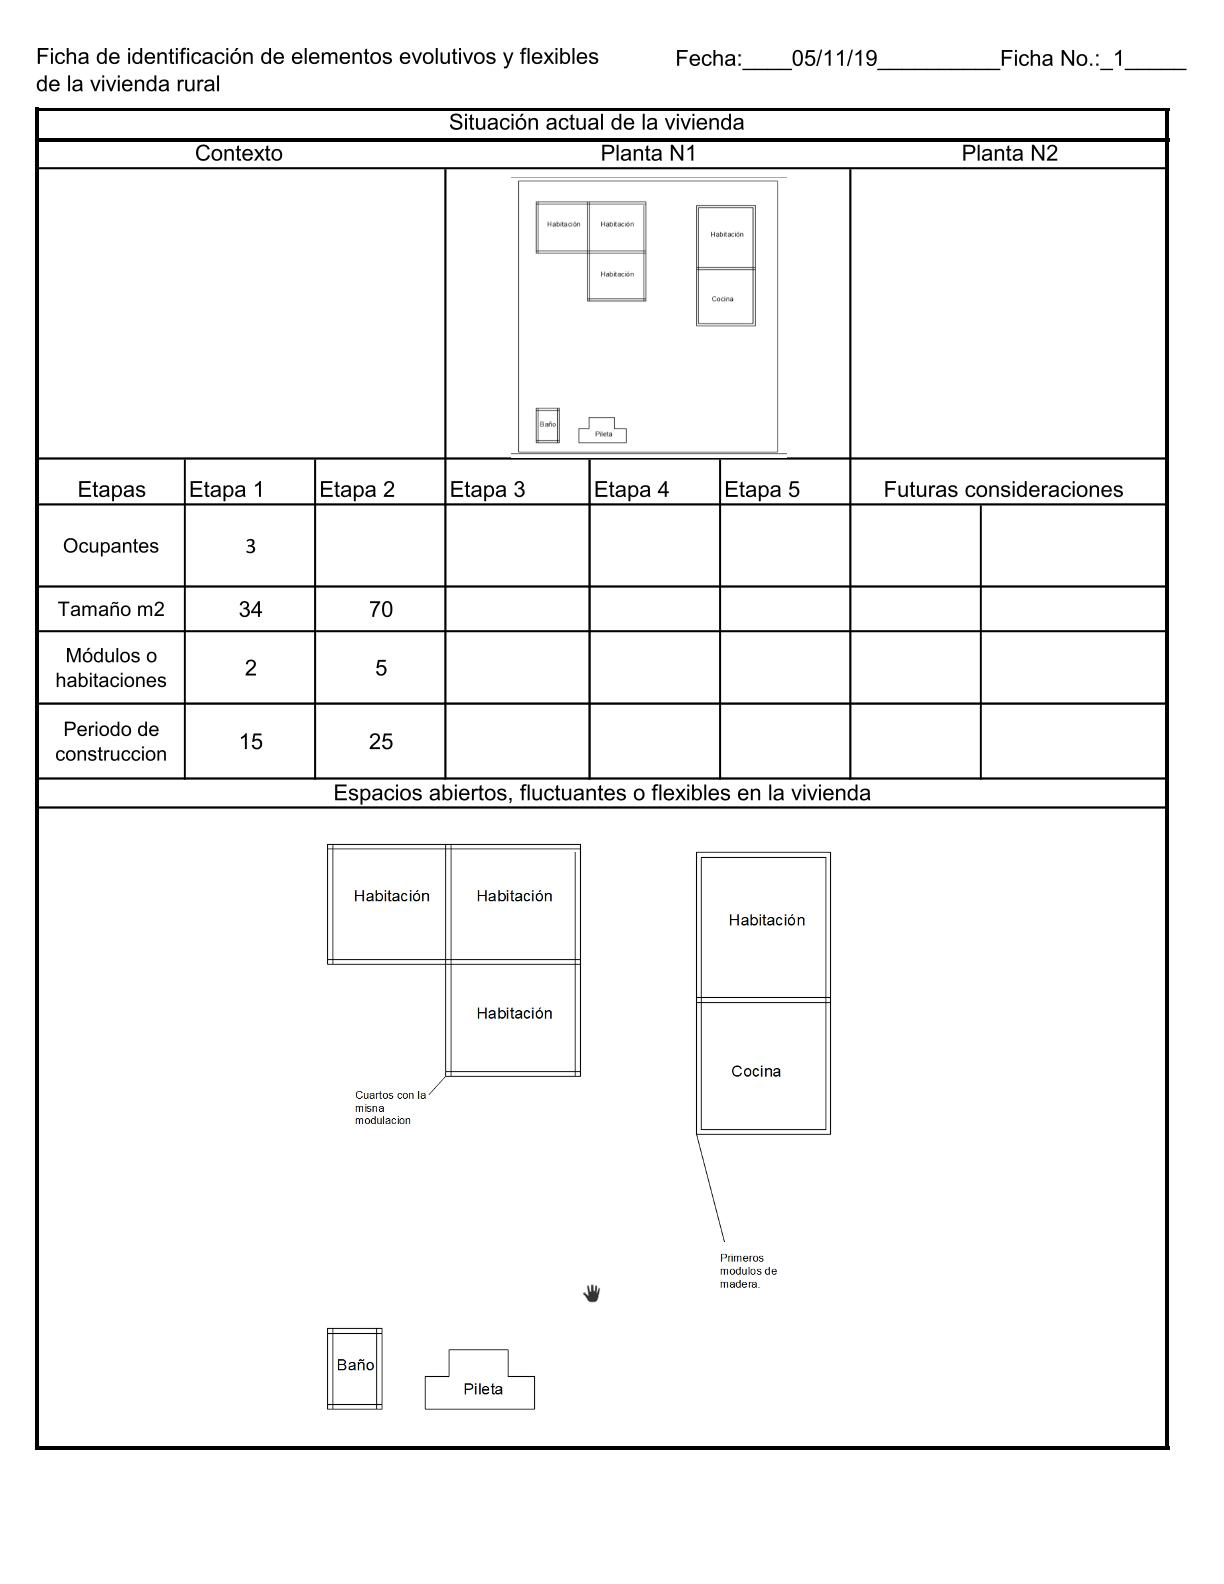 Ficha de identificación de elementos evolutivos y flexibles
de la vivienda rural
Fecha:____05/11/19__________Ficha No.:_1_____
Situación actual de la vivienda
Contexto Planta N1 Planta N2
Habitación Habitación
Habitación
Habitación
Cocina
Baño
Pileta
Etapas Etapa 1 Etapa 2 Etapa 3 Etapa 4 Etapa 5 Futuras consideraciones
Ocupantes 3
Tamaño m2 34 70
Módulos o
habitaciones 2 5
Periodo de
construccion 15 25
Espacios abiertos, fluctuantes o flexibles en la vivienda
Habitación Habitación
Habitación
Habitación
Cocina
Cuartos con la
misna
modulacion
Primeros
modulos de
madera.
Baño
Pileta